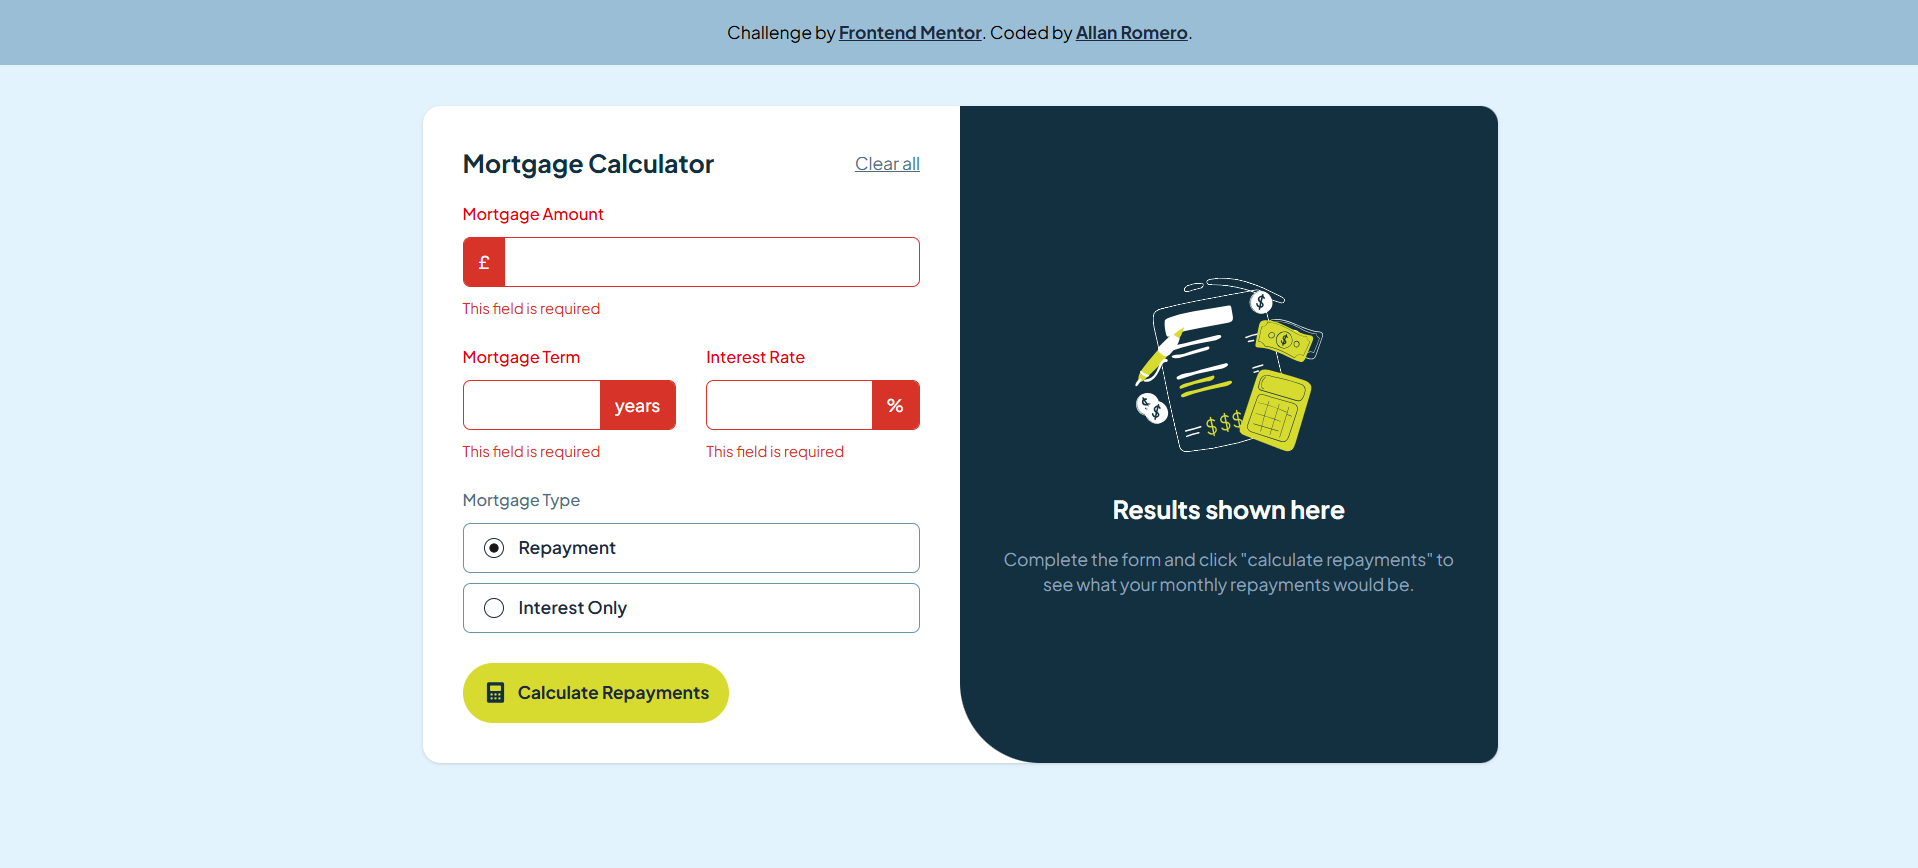 Challenge by Frontend Mentor. Coded by Allan Romero.
Mortgage Calculator
Clear all
Mortgage Amount
£
This field is required
Mortgage Term
Interest Rate
years
%
This field is required
This field is required
Mortgage Type
Repayment
Interest Only
Calculate Repayments
$
$
$ $
$$$
Results shown here
Complete the form and click "calculate repayments" to
see what your monthly repayments would be.